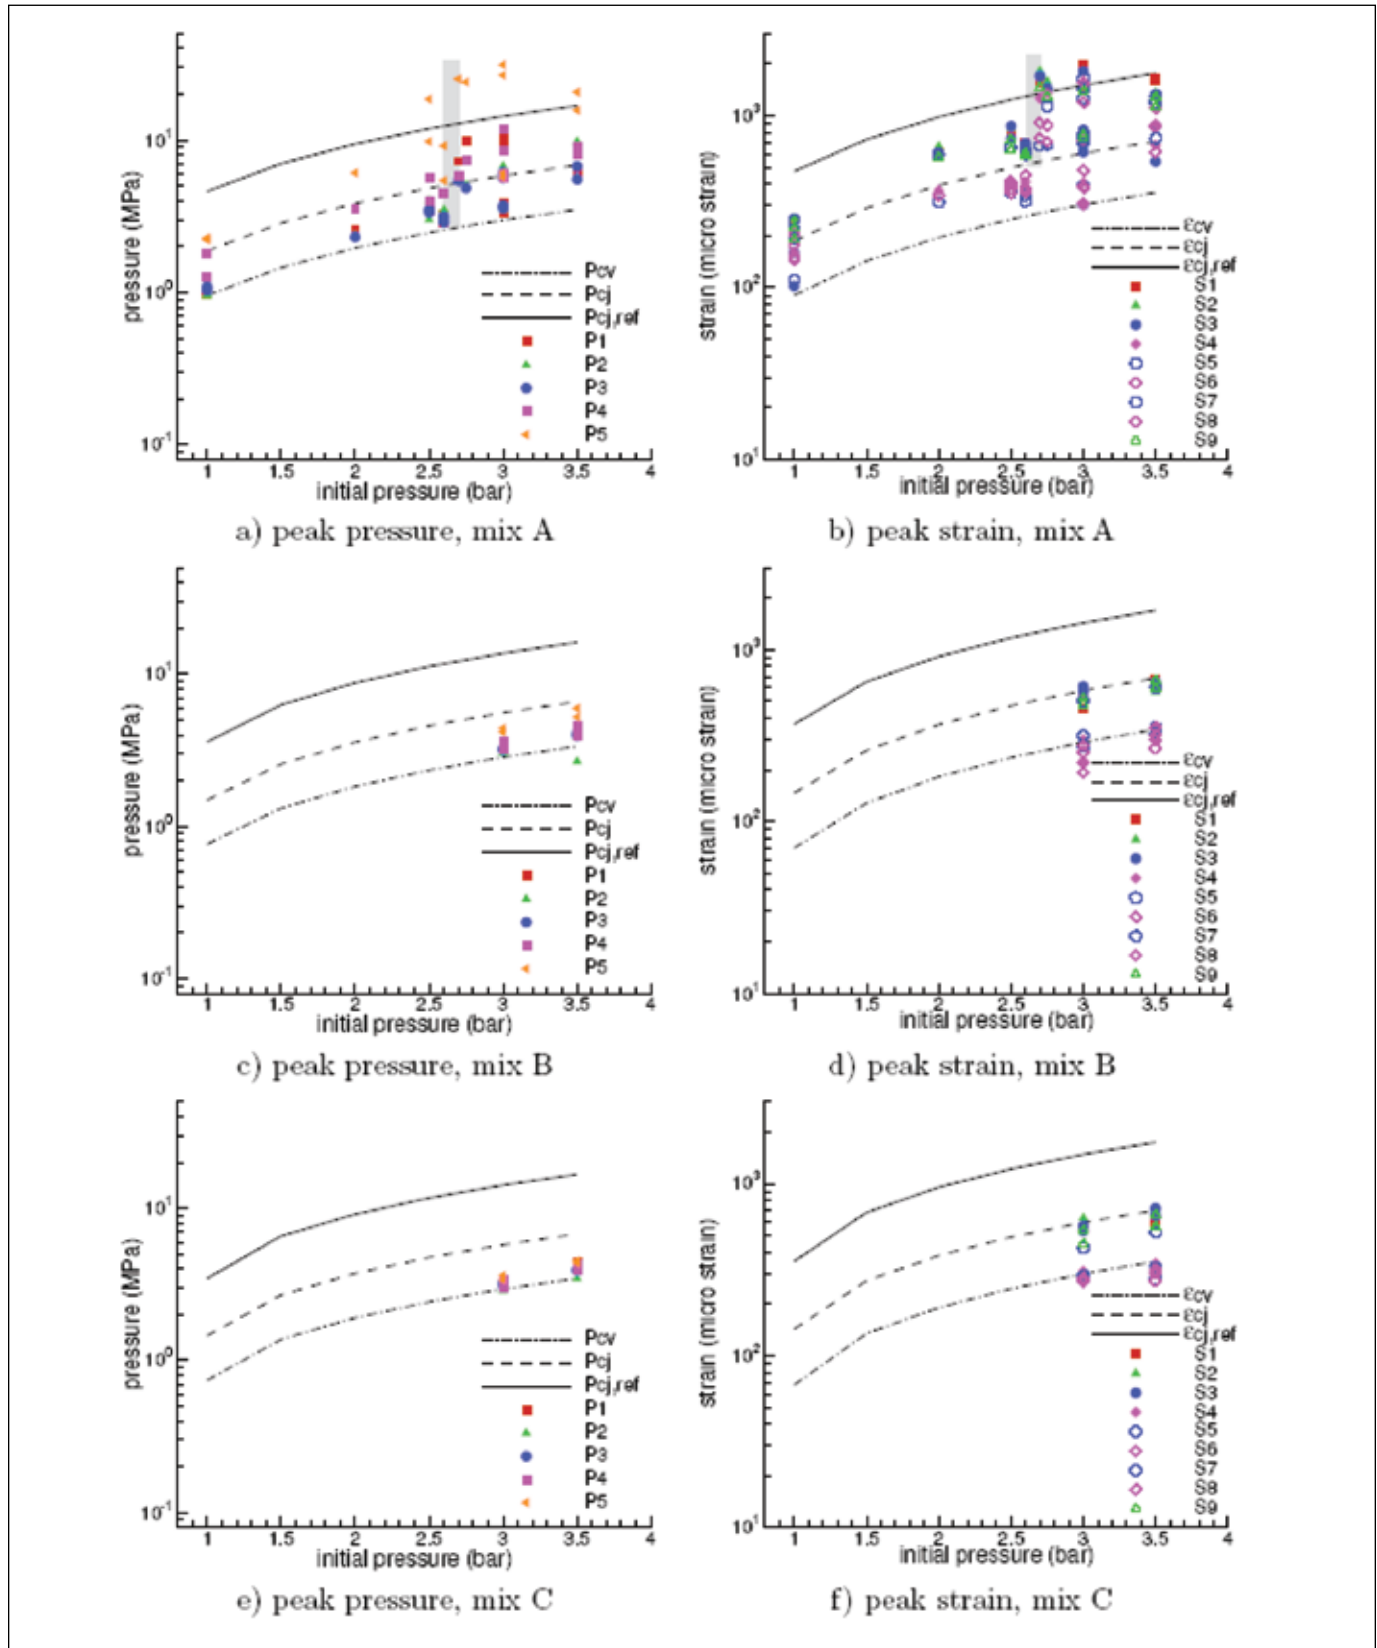 pressure (MPa)
10¹
10⁰
10⁻¹
Pcv
Pcj
Pcj,ref
P1
P2
P3
P4
P5
1 1.5 2 2.5 3 3.5 4
initial pressure (bar)
a) peak pressure, mix A
strain (micro strain)
10³
10²
10¹
εcv
εcj
εcj,ref
S1
S2
S3
S4
S5
S6
S7
S8
S9
1 1.5 2 2.5 3 3.5 4
initial pressure (bar)
b) peak strain, mix A
pressure (MPa)
10¹
10⁰
10⁻¹
Pcv
Pcj
Pcj,ref
P1
P2
P3
P4
P5
1 1.5 2 2.5 3 3.5 4
initial pressure (bar)
c) peak pressure, mix B
strain (micro strain)
10³
10²
10¹
εcv
εcj
εcj,ref
S1
S2
S3
S4
S5
S6
S7
S8
S9
1 1.5 2 2.5 3 3.5 4
initial pressure (bar)
d) peak strain, mix B
pressure (MPa)
10¹
10⁰
10⁻¹
Pcv
Pcj
Pcj,ref
P1
P2
P3
P4
P5
1 1.5 2 2.5 3 3.5 4
initial pressure (bar)
e) peak pressure, mix C
strain (micro strain)
10³
10²
10¹
εcv
εcj
εcj,ref
S1
S2
S3
S4
S5
S6
S7
S8
S9
1 1.5 2 2.5 3 3.5 4
initial pressure (bar)
f) peak strain, mix C